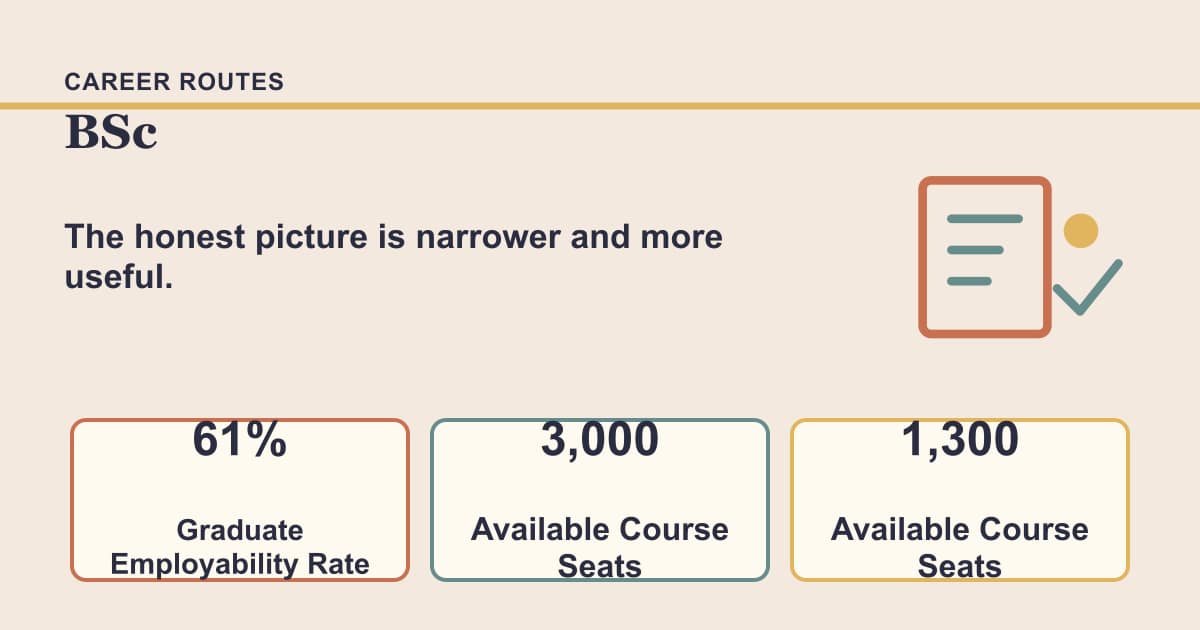 CAREER ROUTES
BSc
The honest picture is narrower and more
useful.
61%
Graduate
Employability Rate
3,000
Available Course
Seats
1,300
Available Course
Seats